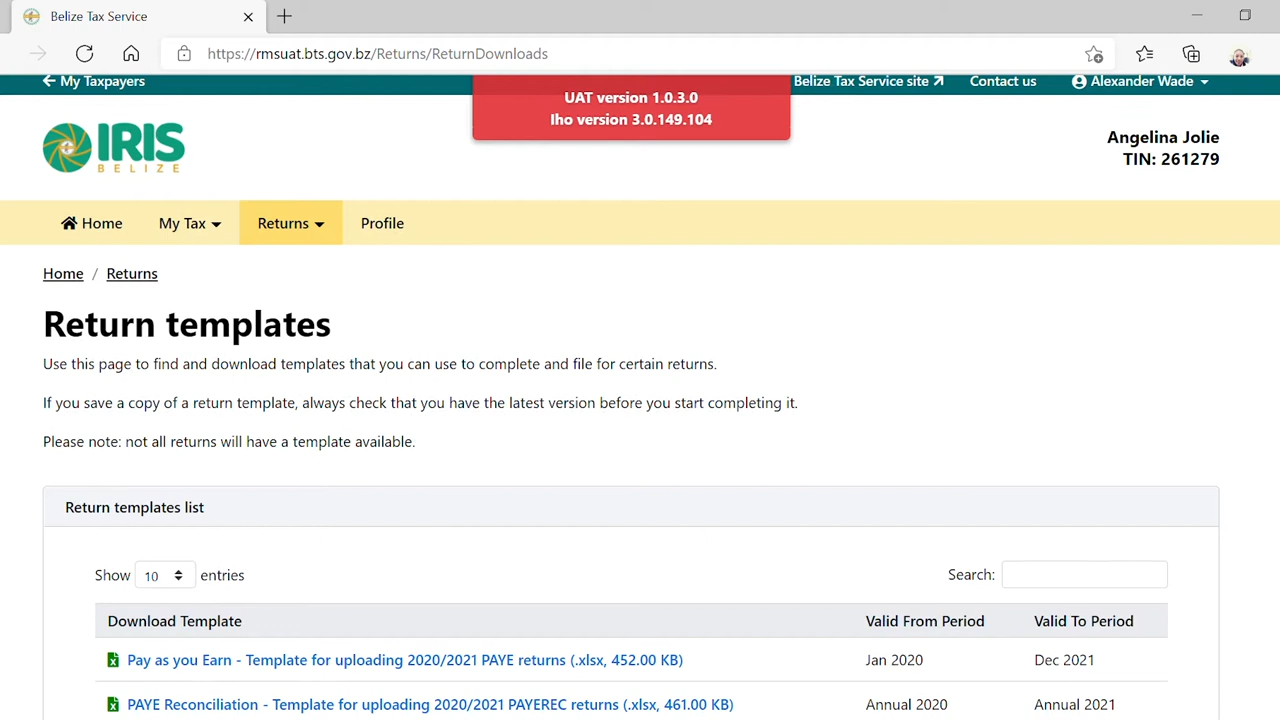 Belize Tax Service
https://rmsuat.bts.gov.bz/Returns/ReturnDownloads
My Taxpayers
UAT version 1.0.3.0
Iho version 3.0.149.104
Belize Tax Service site
Contact us
Alexander Wade
IRIS
BELIZE
Angelina Jolie
TIN: 261279
Home
My Tax
Returns
Profile
Home / Returns
Return templates
Use this page to find and download templates that you can use to complete and file for certain returns.
If you save a copy of a return template, always check that you have the latest version before you start completing it.
Please note: not all returns will have a template available.
Return templates list
Show 10 entries
Search:
Download Template Valid From Period Valid To Period
Pay as you Earn - Template for uploading 2020/2021 PAYE returns (.xlsx, 452.00 KB) Jan 2020 Dec 2021
PAYE Reconciliation - Template for uploading 2020/2021 PAYEREC returns (.xlsx, 461.00 KB) Annual 2020 Annual 2021